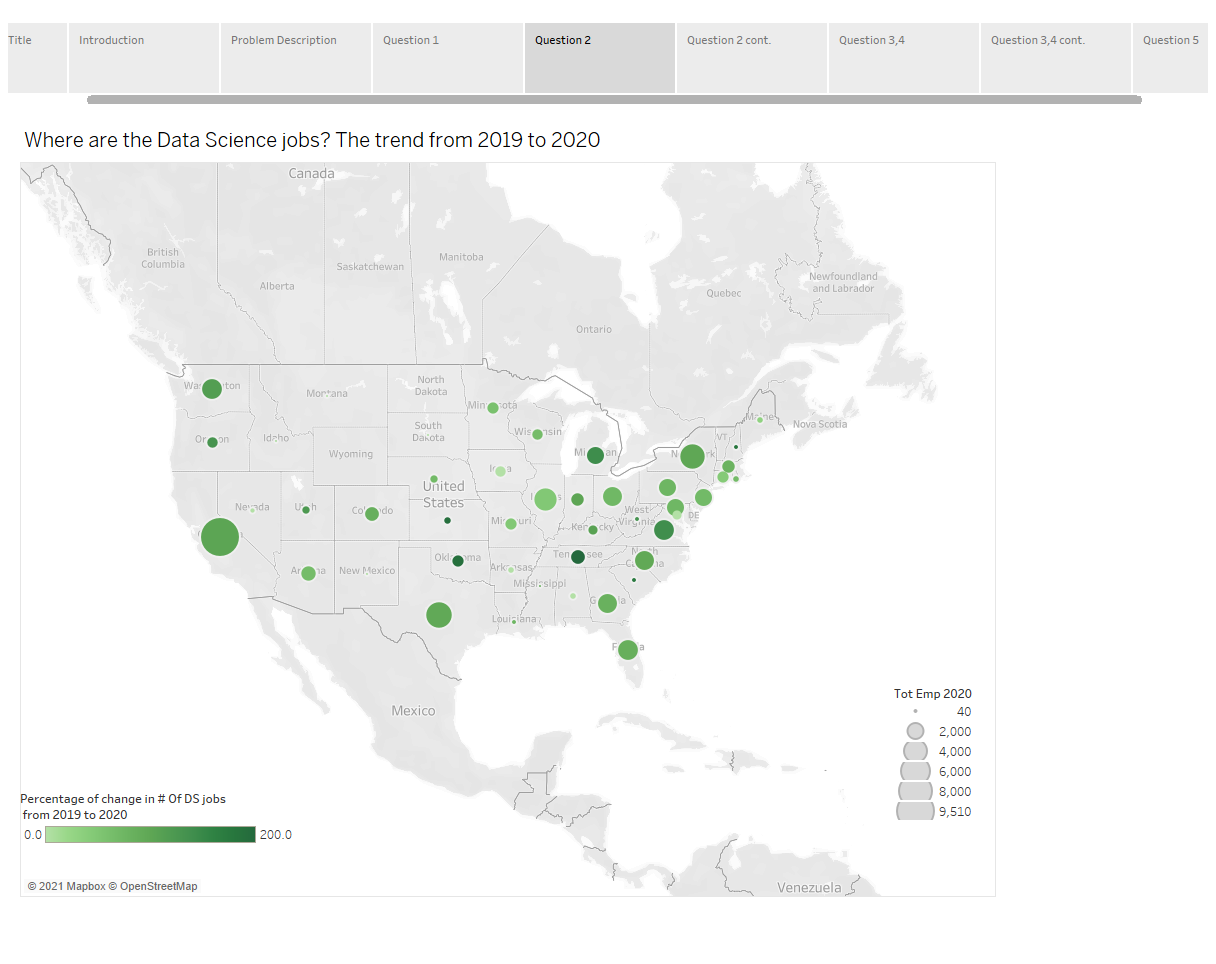 Title
Introduction
Problem Description
Question 1
Question 2
Question 2 cont.
Question 3,4
Question 3,4 cont.
Question 5
Where are the Data Science jobs? The trend from 2019 to 2020
Canada
British
Columbia
Alberta
Saskatchewan
Manitoba
Ontario
Quebec
Newfoundland
and Labrador
Nova Scotia
Montana
North
Dakota
South
Dakota
Idaho
Wyoming
VT
Maine
United
States
Nevada
West
Virginia
DE
Kentucky
New Mexico
Arkansas
Mississippi
Louisiana
Mexico
Venezuela
Tot Emp 2020
40
2,000
4,000
6,000
8,000
9,510
Percentage of change in # Of DS jobs
from 2019 to 2020
0.0
200.0
© 2021 Mapbox © OpenStreetMap